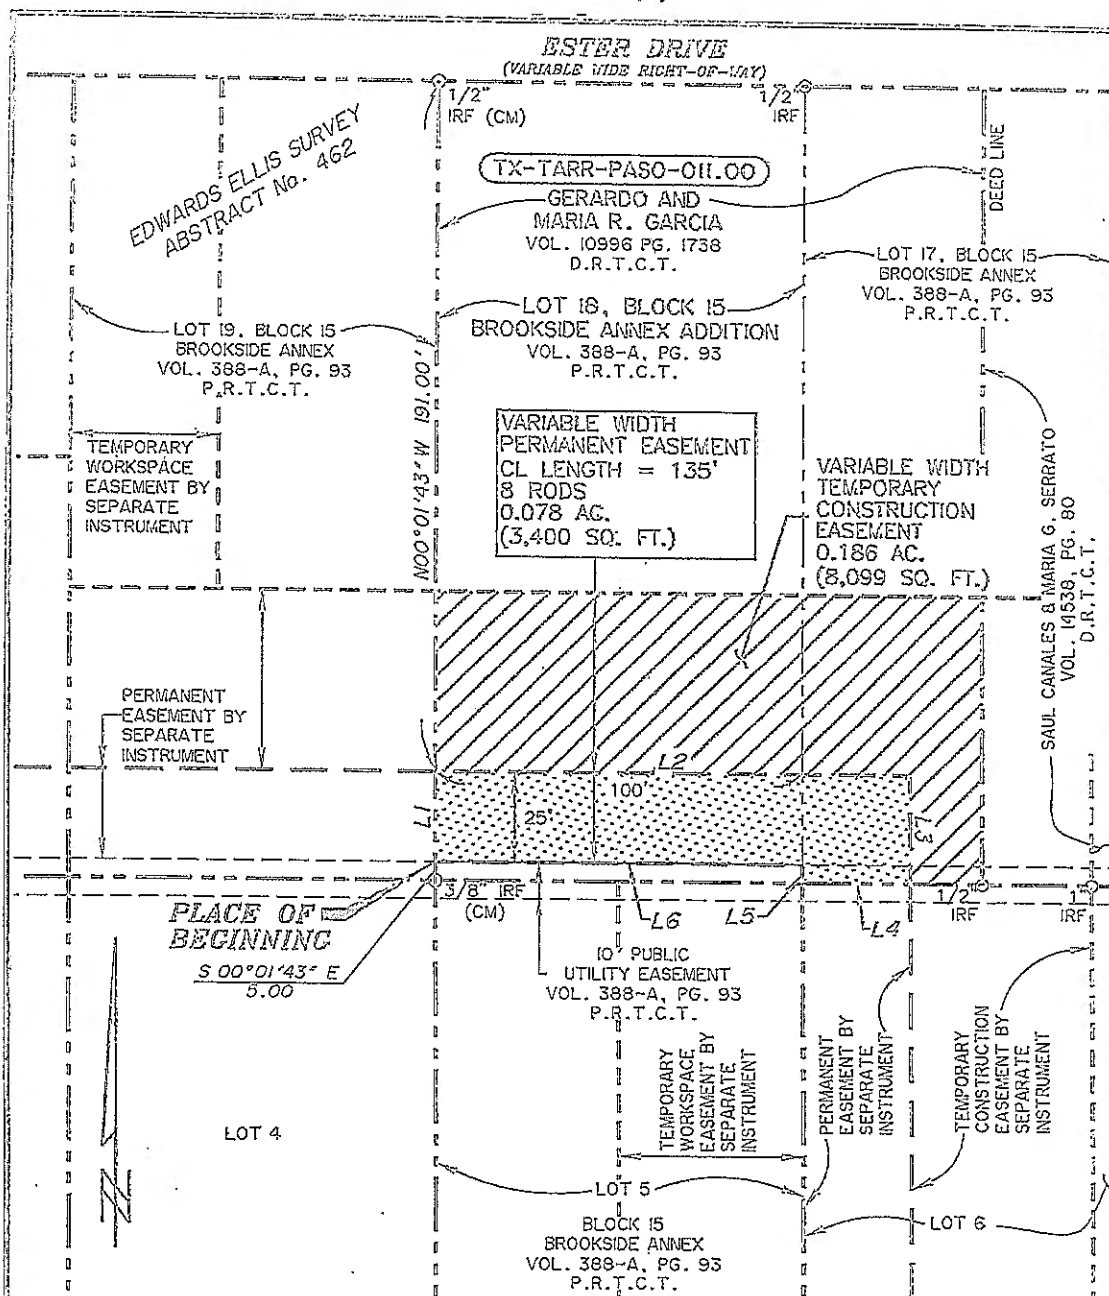 ESTER DRIVE
(VARIABLE WIDE RIGHT-OF-WAY)
1/2"
IRF (CM)
1/2
IRF
EDWARDS ELLIS SURVEY
ABSTRACT No. 462
TX-TARR-PASO-011.00
GERARDO AND
MARIA R. GARCIA
VOL. 10996 PG. 1738
D.R.T.C.T.
DEED LINE
LOT 17, BLOCK 15
BROOKSIDE ANNEX
VOL. 388-A, PG. 93
P.R.T.C.T.
LOT 18, BLOCK 15
BROOKSIDE ANNEX ADDITION
VOL. 388-A, PG. 93
P.R.T.C.T.
LOT 19, BLOCK 15
BROOKSIDE ANNEX
VOL. 388-A, PG. 93
P.R.T.C.T.
N00°01'43" W 191.00'
TEMPORARY
WORKSPACE
EASEMENT BY
SEPARATE
INSTRUMENT
VARIABLE WIDTH
PERMANENT EASEMENT
CL LENGTH = 135'
8 RODS
0.078 AC.
(3,400 SQ. FT.)
VARIABLE WIDTH
TEMPORARY
CONSTRUCTION
EASEMENT
0.186 AC.
(8,099 SQ. FT.)
SAUL CANALES & MARIA G. SERRATO
VOL. 14538, PG. 80
D.R.T.C.T.
PERMANENT
EASEMENT BY
SEPARATE
INSTRUMENT
L2
100'
25'
L1
L3
3/8" IRF
(CM)
L6
L5
L4
1/2
IRF
1"
IRF
PLACE OF
BEGINNING
S 00°01'43" E
5.00
10' PUBLIC
UTILITY EASEMENT
VOL. 388-A, PG. 93
P.R.T.C.T.
TEMPORARY
WORKSPACE
EASEMENT BY
SEPARATE
INSTRUMENT
PERMANENT
EASEMENT BY
SEPARATE
INSTRUMENT
TEMPORARY
CONSTRUCTION
EASEMENT BY
SEPARATE
INSTRUMENT
LOT 4
N
LOT 5
BLOCK 15
BROOKSIDE ANNEX
VOL. 388-A, PG. 93
P.R.T.C.T.
LOT 6